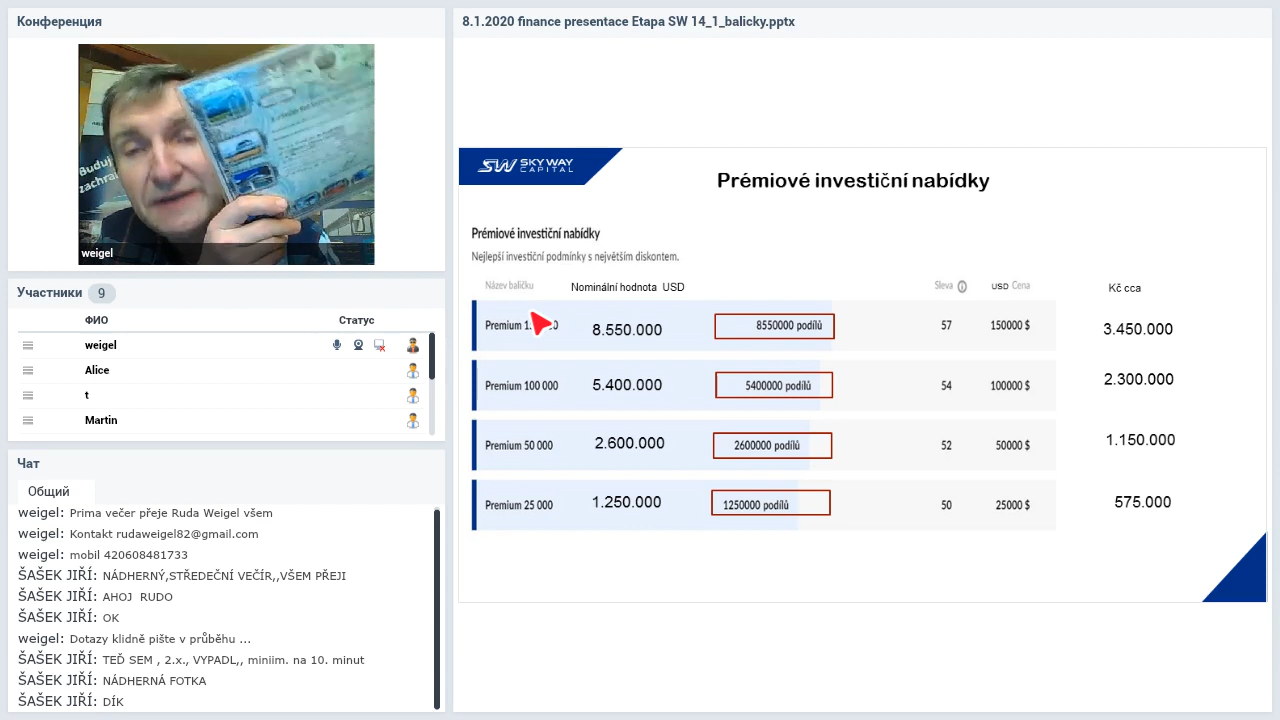 Конференция
Buduj
zachra
weigel
Участники 9
ФИО Статус
weigel
Alice
t
Martin
Чат
Общий
weigel: Príma večer přeje Ruda Weigel všem
weigel: Kontakt rudaweigel82@gmail.com
weigel: mobil 420608481733
ŠAŠEK JIŘÍ: NÁDHERNÝ,STŘEDEČNÍ VEČÍR,,VŠEM PŘEJI
ŠAŠEK JIŘÍ: AHOJ RUDO
ŠAŠEK JIŘÍ: OK
weigel: Dotazy klidně pište v průběhu ...
ŠAŠEK JIŘÍ: TEĎ SEM , 2.x., VYPADL,, miniim. na 10. minut
ŠAŠEK JIŘÍ: NÁDHERNÁ FOTKA
ŠAŠEK JIŘÍ: DÍK
8.1.2020 finance presentace Etapa SW 14_1_balicky.pptx
SW SKY WAY
CAPITAL
Prémiové investiční nabídky
Prémiové investiční nabídky
Nejlepší investiční podmínky s největším diskontem.
Název balíčku Nominální hodnota USD Sleva USD Cena Kč cca
Premium 8.550.000 8550000 podílů 57 150000 $ 3.450.000
Premium 100 000 5.400.000 5400000 podílů 54 100000 $ 2.300.000
Premium 50 000 2.600.000 2600000 podílů 52 50000 $ 1.150.000
Premium 25 000 1.250.000 1250000 podílů 50 25000 $ 575.000